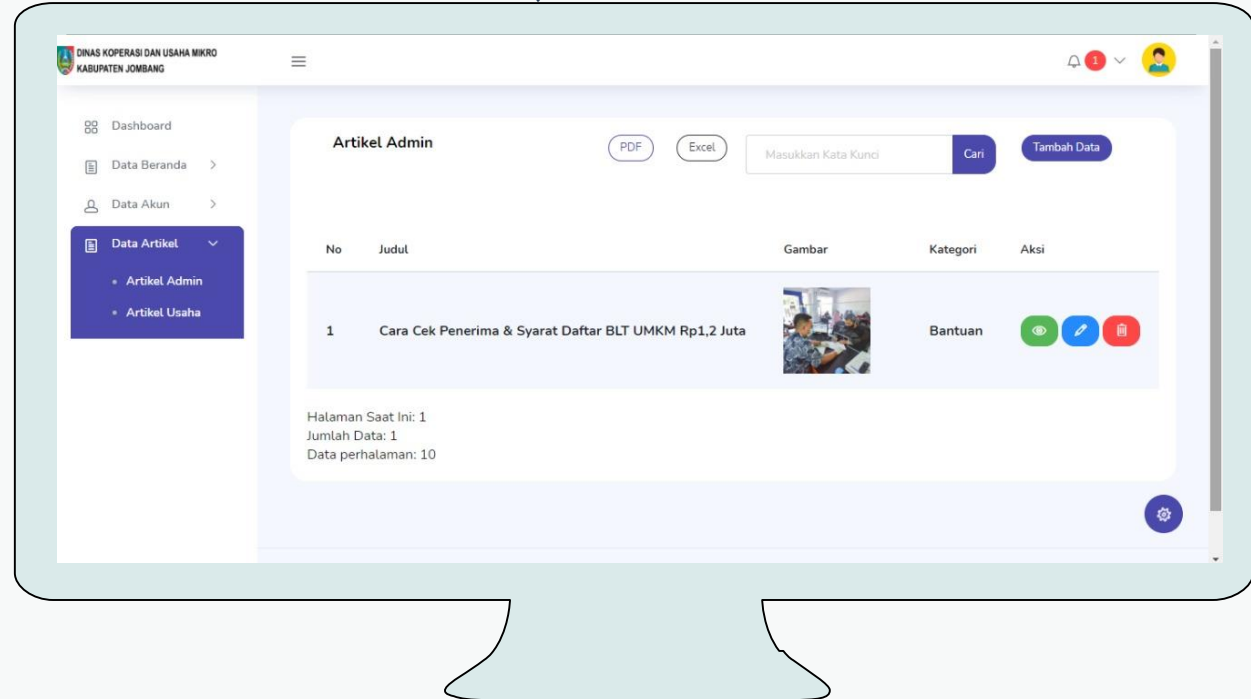 DINAS KOPERASI DAN USAHA MIKRO
KABUPATEN JOMBANG
1
Dashboard
Data Beranda
Data Akun
Data Artikel
Artikel Admin
Artikel Usaha
Artikel Admin
PDF
Excel
Masukkan Kata Kunci
Cari
Tambah Data
No Judul Gambar Kategori Aksi
1 Cara Cek Penerima & Syarat Daftar BLT UMKM Rp1,2 Juta Bantuan
Halaman Saat Ini: 1
Jumlah Data: 1
Data perhalaman: 10